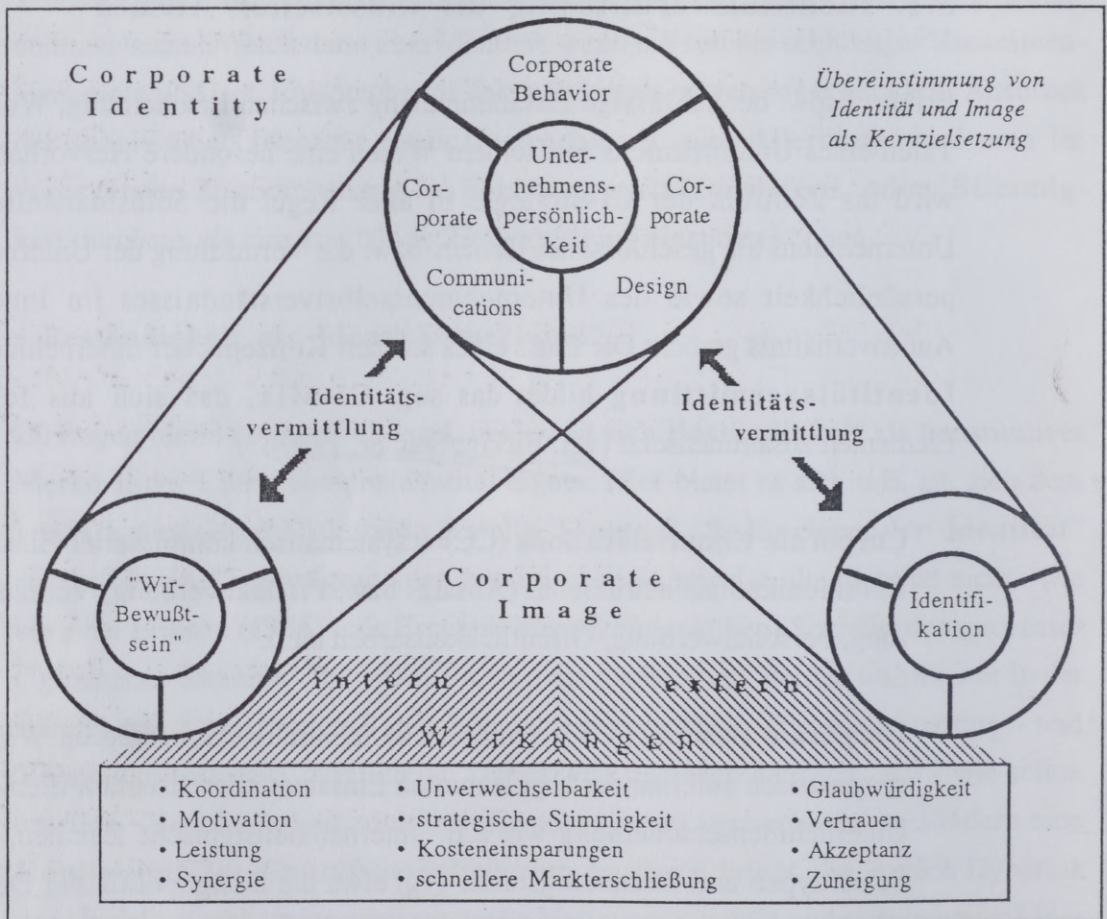 Corporate
Identity
Corporate
Behavior
Übereinstimmung von
Identität und Image
als Kernzielsetzung
Unter-
nehmens-
persönlich-
keit
Cor-
porate
Communi-
cations
Cor-
porate
Design
Identitäts-
vermittlung
Identitäts-
vermittlung
"Wir-
Bewußt-
sein"
Corporate
Image
Identifi-
kation
intern
extern
Wirkungen
• Koordination
• Motivation
• Leistung
• Synergie
• Unverwechselbarkeit
• strategische Stimmigkeit
• Kosteneinsparungen
• schnellere Markterschließung
• Glaubwürdigkeit
• Vertrauen
• Akzeptanz
• Zuneigung